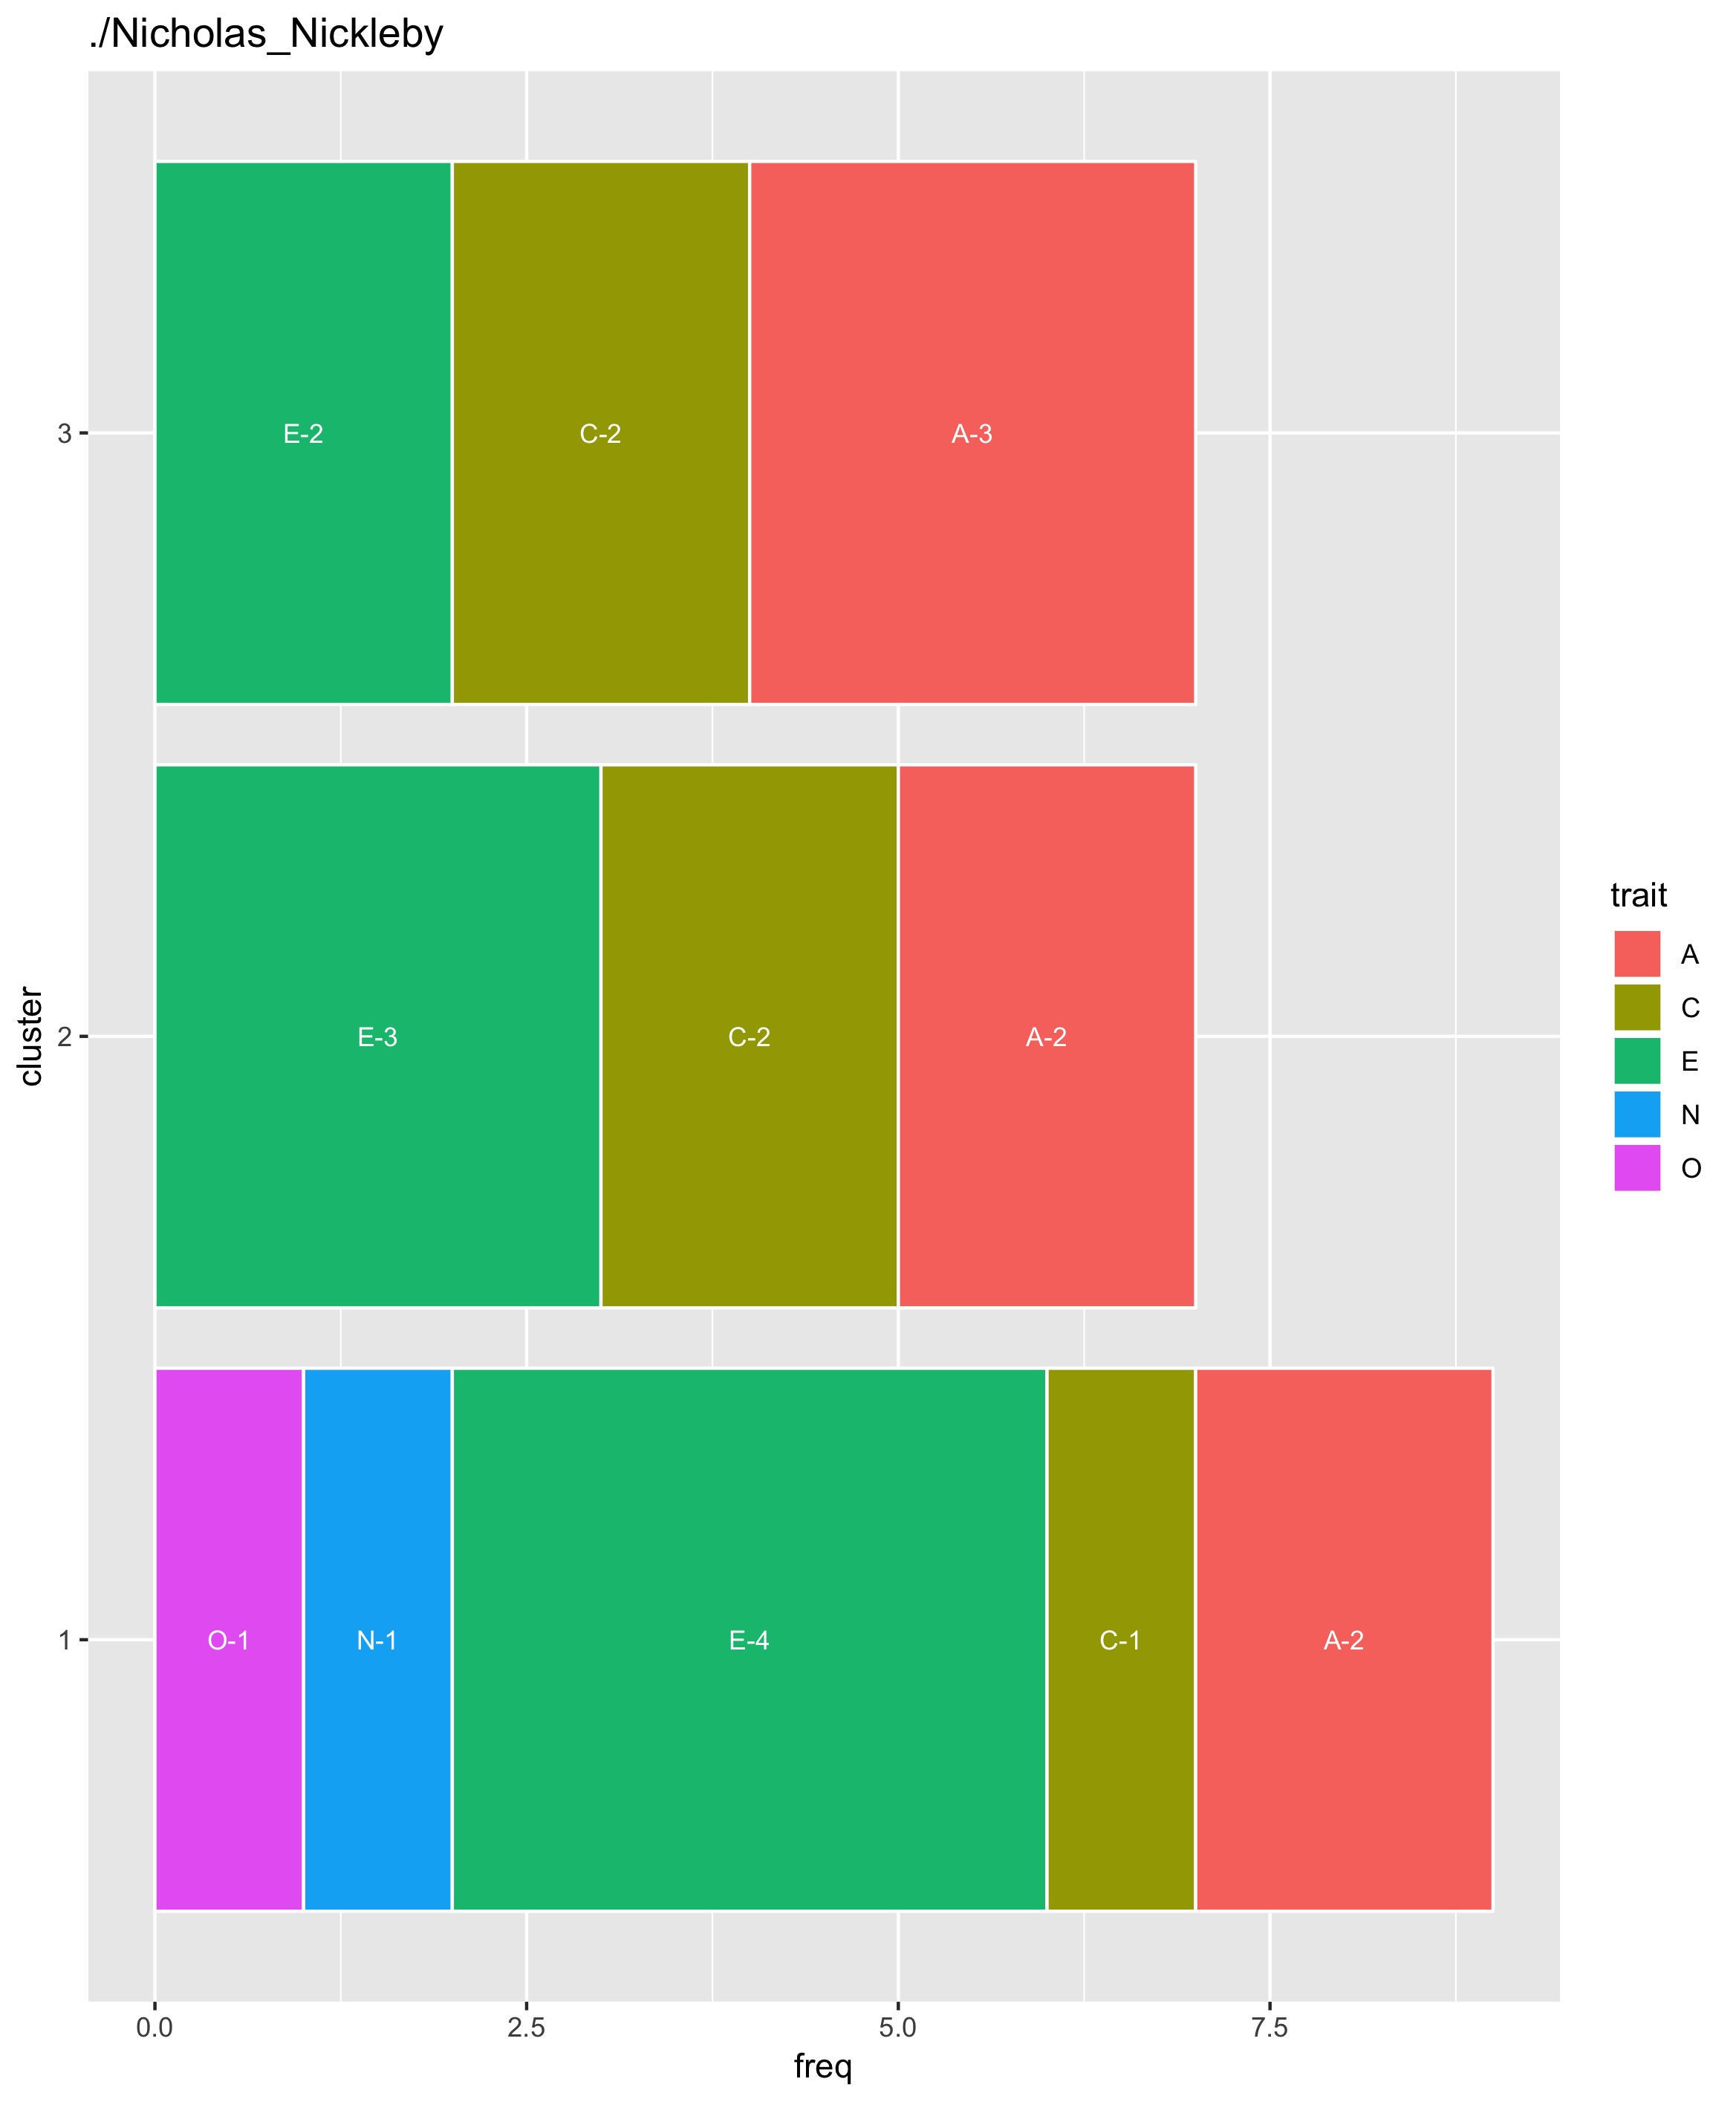 ./Nicholas_Nickleby
cluster
3
E-2 C-2 A-3
2
E-3 C-2 A-2
1
O-1 N-1 E-4 C-1 A-2
0.0 2.5 5.0 7.5
freq
trait
A
C
E
N
O